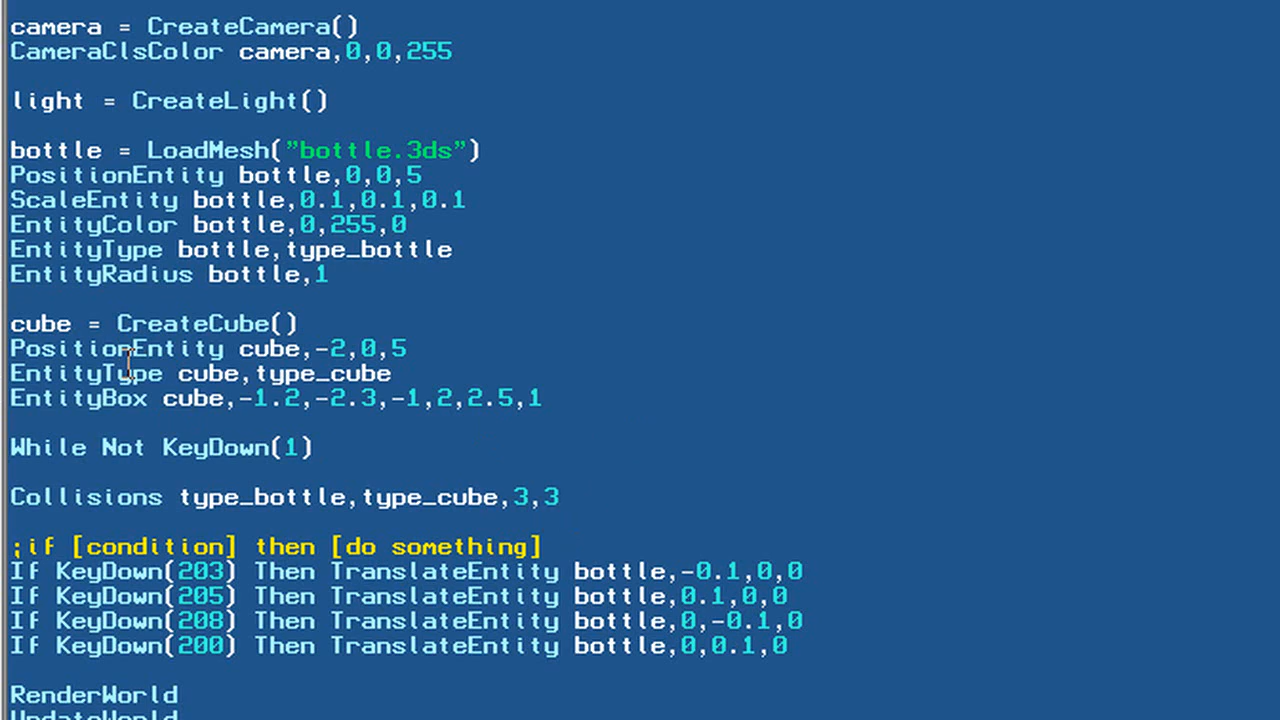 camera = CreateCamera()
CameraClsColor camera,0,0,255
light = CreateLight()
bottle = LoadMesh("bottle.3ds")
PositionEntity bottle,0,0,5
ScaleEntity bottle,0.1,0.1,0.1
EntityColor bottle,0,255,0
EntityType bottle,type_bottle
EntityRadius bottle,1
cube = CreateCube()
PositionEntity cube,-2,0,5
EntityType cube,type_cube
EntityBox cube,-1.2,-2.3,-1,2,2.5,1
While Not KeyDown(1)
Collisions type_bottle,type_cube,3,3
;if [condition] then [do something]
If KeyDown(203) Then TranslateEntity bottle,-0.1,0,0
If KeyDown(205) Then TranslateEntity bottle,0.1,0,0
If KeyDown(208) Then TranslateEntity bottle,0,-0.1,0
If KeyDown(200) Then TranslateEntity bottle,0,0.1,0
RenderWorld
UpdateWorld